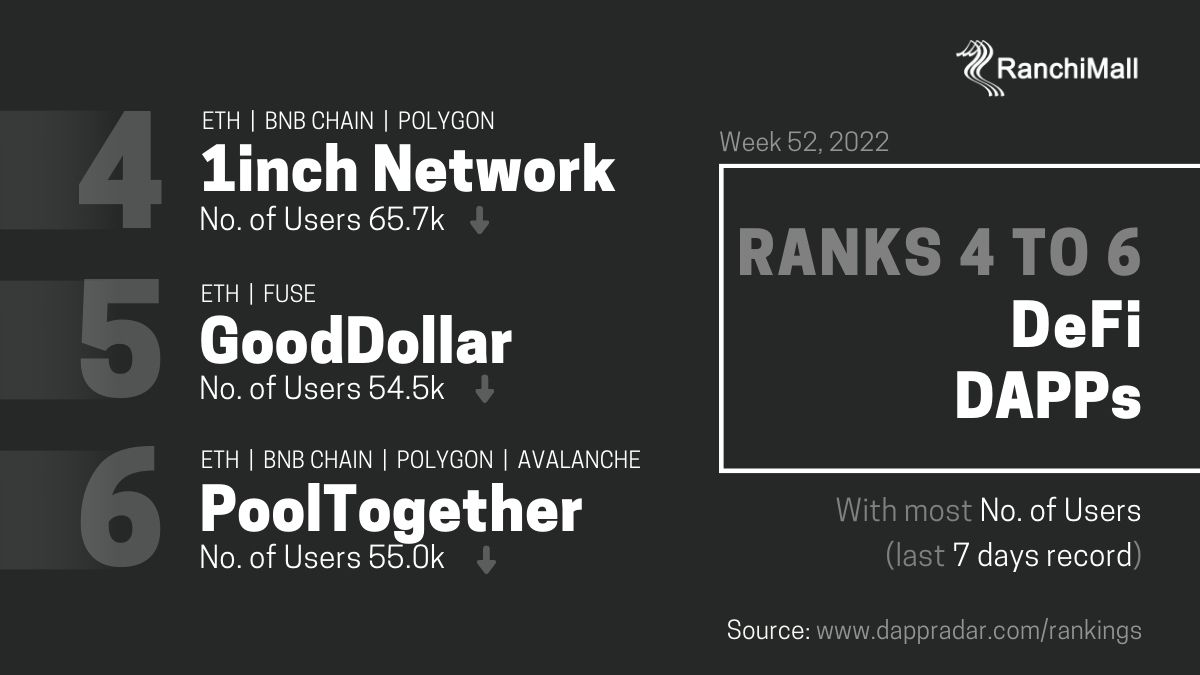 RanchiMall
4
ETH | BNB CHAIN | POLYGON
1inch Network
No. of Users 65.7k
5
ETH | FUSE
GoodDollar
No. of Users 54.5k
6
ETH | BNB CHAIN | POLYGON | AVALANCHE
PoolTogether
No. of Users 55.0k
Week 52, 2022
RANKS 4 TO 6
DeFi
DAPPs
With most No. of Users
(last 7 days record)
Source: www.dappradar.com/rankings